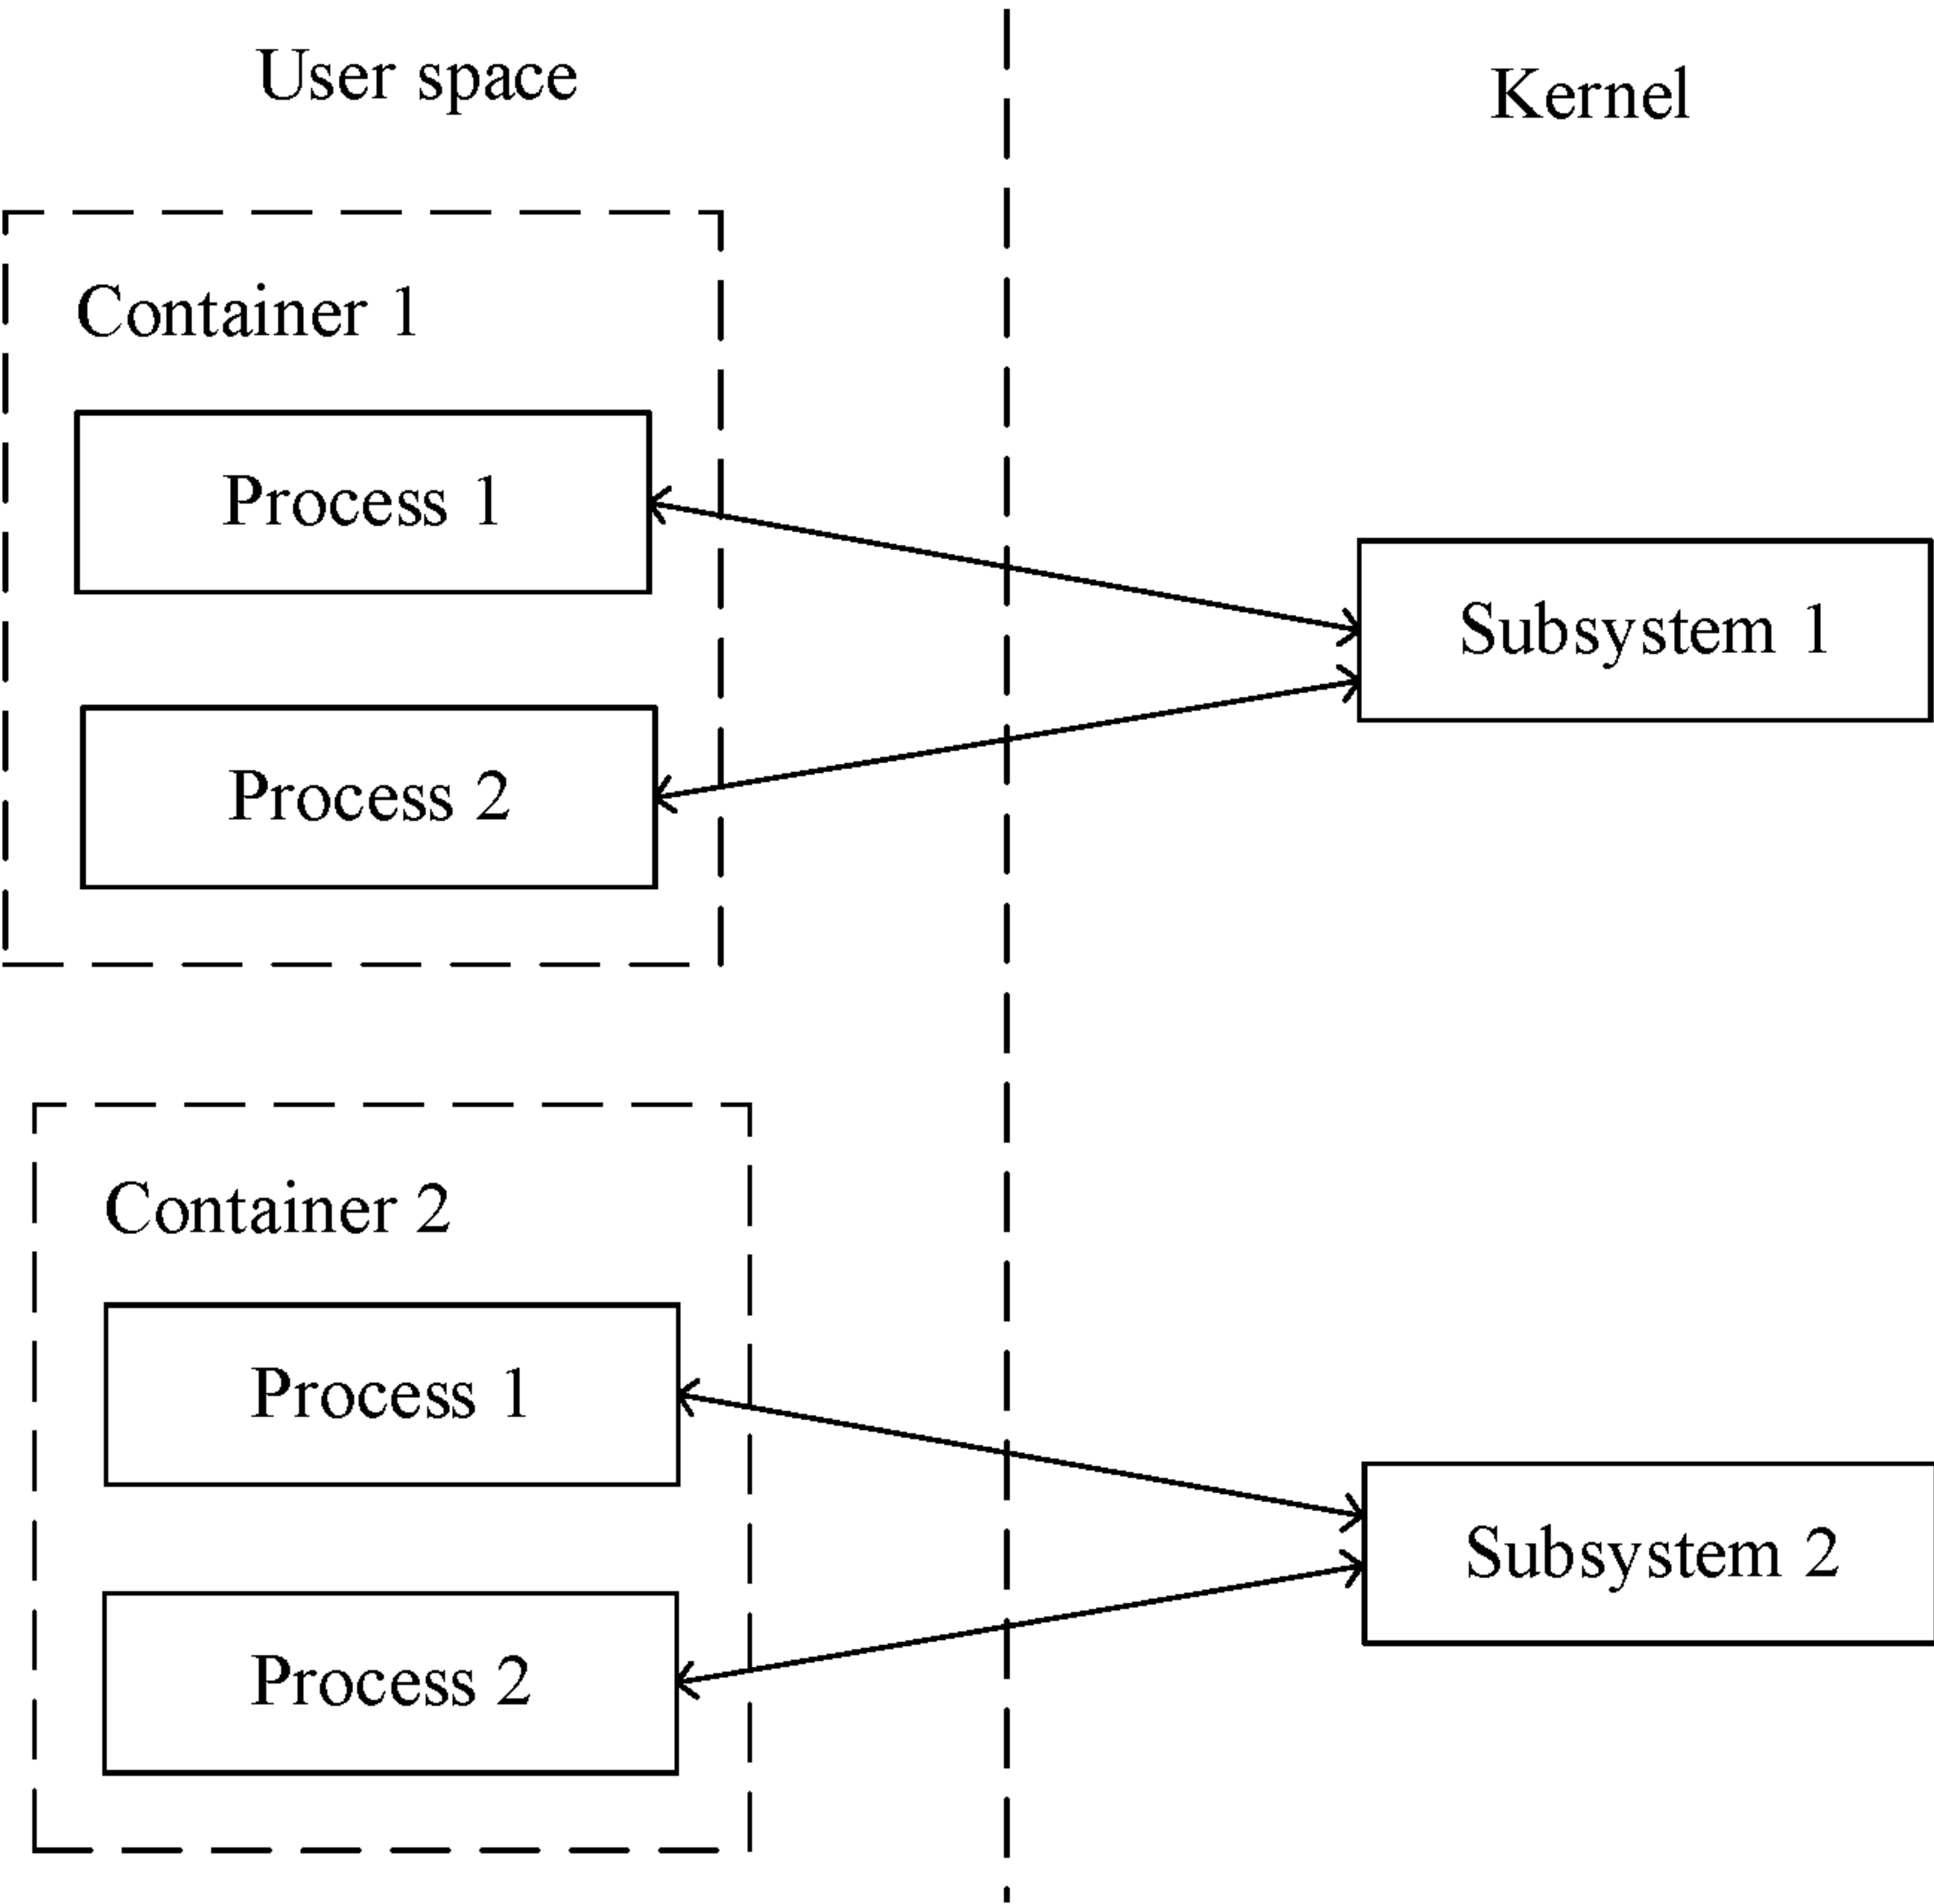 User space
Kernel
Container 1
Process 1
Subsystem 1
Process 2
Container 2
Process 1
Subsystem 2
Process 2